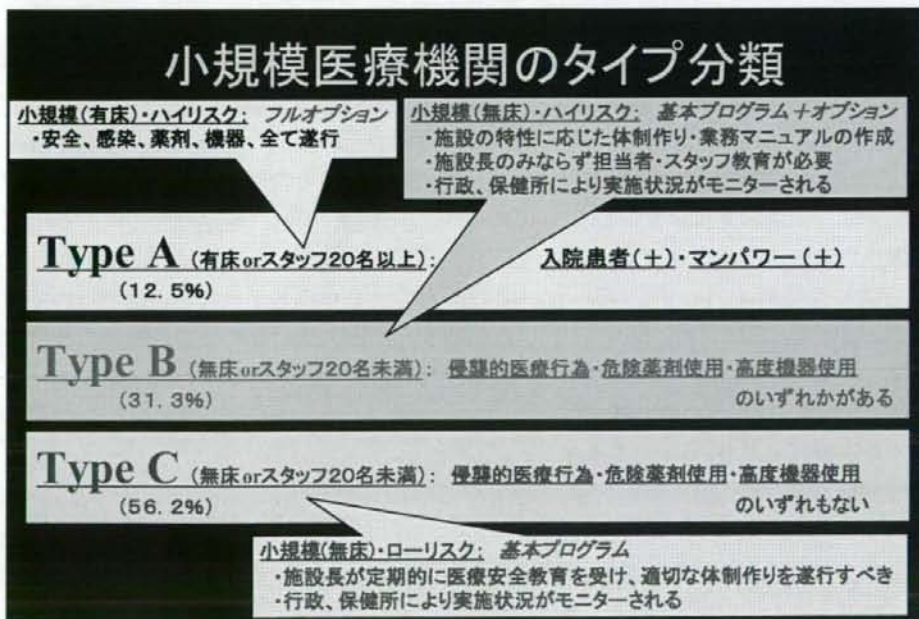 小規模医療機関のタイプ分類
小規模(有床)・ハイリスク: フルオプション
・安全、感染、薬剤、機器、全て遂行
小規模(無床)・ハイリスク: 基本プログラム＋オプション
・施設の特性に応じた体制作り・業務マニュアルの作成
・施設長のみならず担当者・スタッフ教育が必要
・行政、保健所により実施状況がモニターされる
Type A (有床orスタッフ20名以上): 入院患者(＋)・マンパワー(＋)
(12.5%)
Type B (無床orスタッフ20名未満): 侵襲的医療行為・危険薬剤使用・高度機器使用
(31.3%) のいずれかがある
Type C (無床orスタッフ20名未満): 侵襲的医療行為・危険薬剤使用・高度機器使用
(56.2%) のいずれもない
小規模(無床)・ローリスク: 基本プログラム
・施設長が定期的に医療安全教育を受け、適切な体制作りを遂行すべき
・行政、保健所により実施状況がモニターされる